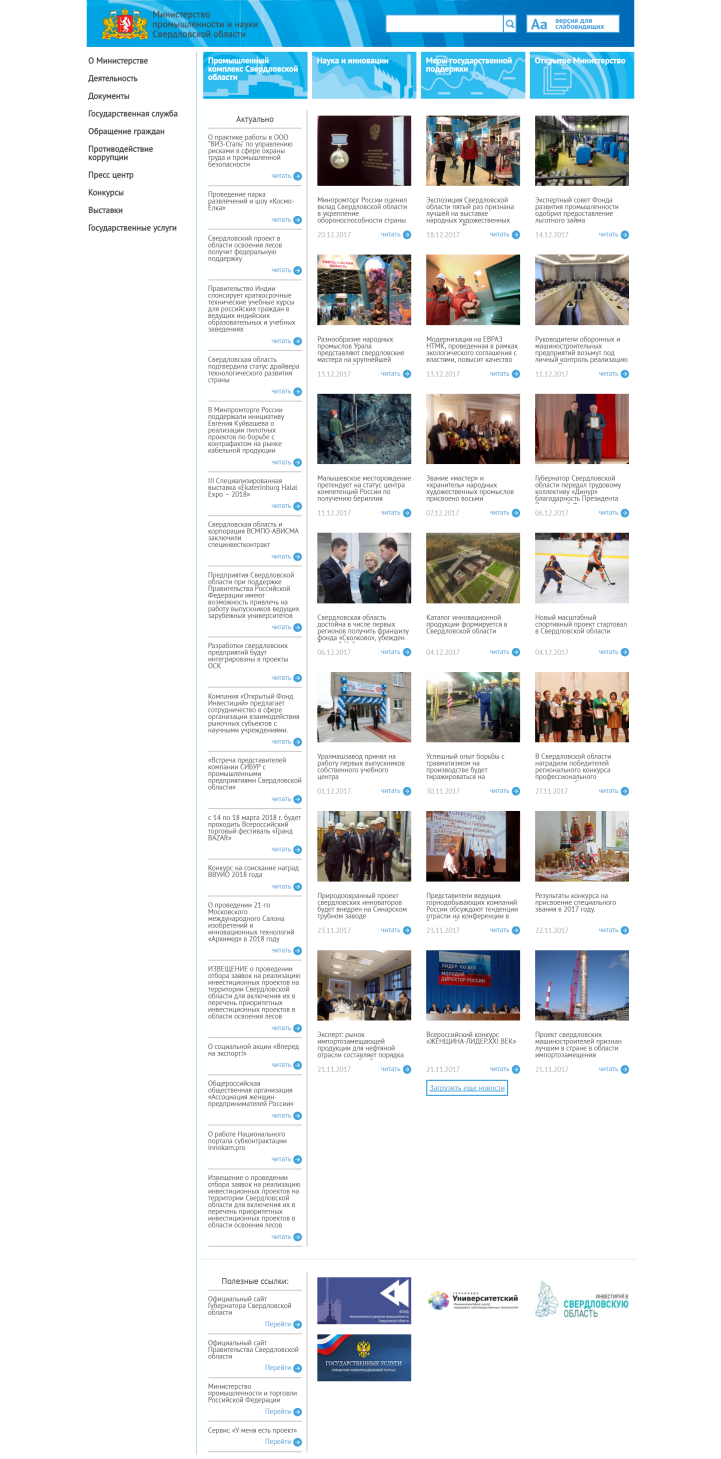 Министерство
промышленности и науки
Свердловской области
Aa
версия для
слабовидящих
О Министерстве
Деятельность
Документы
Государственная служба
Обращение граждан
Противодействие
коррупции
Пресс центр
Конкурсы
Выставки
Государственные услуги
Промышленный
комплекс Свердловской
области
Наука и инновации
Меры государственной
поддержки
Открытое Министерство
Актуально
О практике работы в ООО
"ВИЗ-Сталь" по управлению
рисками в сфере охраны
труда и промышленной
безопасности
читать
Проведение парка
развлечений и шоу «Космо-
Елка»
читать
Свердловский проект в
области освоения лесов
получит федеральную
поддержку
читать
Правительство Индии
спонсирует краткосрочные
технические учебные курсы
для российских граждан в
ведущих индийских
образовательных и учебных
заведениях
читать
Свердловская область
подтвердила статус драйвера
технологического развития
страны
читать
В Минпромторге России
поддержали инициативу
Евгения Куйвашева о
реализации пилотных
проектов по борьбе с
контрафактом на рынке
кабельной продукции
читать
III Специализированная
выставка «Ekaterinburg Halal
Expo – 2018»
читать
Свердловская область и
корпорация ВСМПО-АВИСМА
заключили
специнвестконтракт
читать
Предприятия Свердловской
области при поддержке
Правительства Российской
Федерации имеют
возможность привлечь на
работу выпускников ведущих
зарубежных университетов
читать
Разработки свердловских
предприятий будут
интегрированы в проекты
ОСК
читать
Компания «Открытый Фонд
Инвестиций» предлагает
сотрудничество в сфере
организации взаимодействия
рыночных субъектов с
научными учреждениями.
читать
«Встреча представителей
компании СИБУР с
промышленными
предприятиями Свердловской
области»
читать
с 14 по 18 марта 2018 г. будет
проходить Всероссийский
торговый фестиваль «Гранд
BAZAR»
читать
Конкурс на соискание наград
ВВУИО 2018 года
читать
О проведении 21-го
Московского
международного Салона
изобретений и
инновационных технологий
«Архимед» в 2018 году
читать
ИЗВЕЩЕНИЕ о проведении
отбора заявок на реализацию
инвестиционных проектов на
территории Свердловской
области для включения их в
перечень приоритетных
инвестиционных проектов в
области освоения лесов
читать
О социальной акции «Вперед
на экспорт!»
читать
Общероссийская
общественная организация
«Ассоциация женщин-
предпринимателей России»
читать
О работе Национального
портала субконтрактации
innokam.pro
читать
Извещение о проведении
отбора заявок на реализацию
инвестиционных проектов на
территории Свердловской
области для включения их в
перечень приоритетных
инвестиционных проектов в
области освоения лесов
читать
Минпромторг России оценил
вклад Свердловской области
в укрепление
обороноспособности страны
20.12.2017 читать
Экспозиция Свердловской
области пятый раз признана
лучшей на выставке
народных художественных
18.12.2017 читать
Экспертный совет Фонда
развития промышленности
одобрил предоставление
льготного займа
14.12.2017 читать
СВЕРДЛОВСКАЯ
ОБЛАСТЬ
Разнообразие народных
промыслов Урала
представляют свердловские
мастера на крупнейшей
13.12.2017 читать
Модернизация на ЕВРАЗ
НТМК, проведенная в рамках
экологического соглашения с
властями, повысит качество
13.12.2017 читать
Руководители оборонных и
машиностроительных
предприятий возьмут под
личный контроль реализацию
11.12.2017 читать
Малышевское месторождение
претендует на статус центра
компетенций России по
получению бериллия
11.12.2017 читать
Звание «мастер» и
«хранитель» народных
художественных промыслов
присвоено восьми
07.12.2017 читать
Губернатор Свердловской
области передал трудовому
коллективу «Динур»
благодарность Президента
06.12.2017 читать
Свердловская область
достойна в числе первых
регионов получить франшизу
фонда «Сколково», убежден
06.12.2017 читать
Каталог инновационной
продукции формируется в
Свердловской области
04.12.2017 читать
Новый масштабный
спортивный проект стартовал
в Свердловской области
04.12.2017 читать
Уралмашзавод принял на
работу первых выпускников
собственного учебного
центра
01.12.2017 читать
Успешный опыт борьбы с
травматизмом на
производстве будет
тиражироваться на
30.11.2017 читать
В Свердловской области
наградили победителей
регионального конкурса
профессионального
27.11.2017 читать
Природоохранный проект
свердловских инноваторов
будет внедрен на Синарском
трубном заводе
23.11.2017 читать
КОНФЕРЕНЦИЯ
Представители ведущих
горнодобывающих компаний
России обсуждают тенденции
отрасли на конференции в
23.11.2017 читать
Результаты конкурса на
присвоение специального
звания в 2017 году.
22.11.2017 читать
Эксперт: рынок
импортозамещающей
продукции для нефтяной
отрасли составляет порядка
21.11.2017 читать
ЛИДЕР, XXI ВЕК
МОЛОДОЙ
ДИРЕКТОР РОССИИ
Всероссийский конкурс
«ЖЕНЩИНА-ЛИДЕР.XXI ВЕК»
21.11.2017 читать
Проект свердловских
машиностроителей признан
лучшим в стране в области
импортозамещения
21.11.2017 читать
Загрузить еще новости
Полезные ссылки:
Официальный сайт
Губернатора Свердловской
области
Перейти
Официальный сайт
Правительства Свердловской
области
Перейти
Министерство
промышленности и торговли
Российской Федерации
Перейти
Сервис «У меня есть проект»
Перейти
ФОНД
технопарк
Университетский
ИНВЕСТИРУЙ В
СВЕРДЛОВСКУЮ
ОБЛАСТЬ
ГОСУДАРСТВЕННЫЕ УСЛУГИ